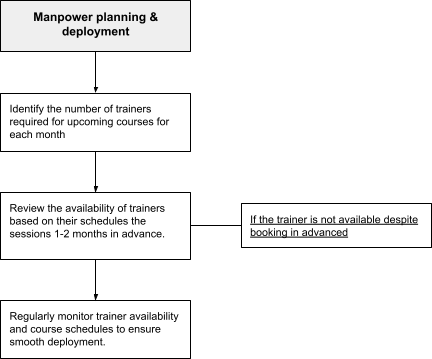 Manpower planning &
deployment
Identify the number of trainers
required for upcoming courses for
each month
Review the availability of trainers
based on their schedules the
sessions 1-2 months in advance.
If the trainer is not available despite
booking in advanced
Regularly monitor trainer availability
and course schedules to ensure
smooth deployment.